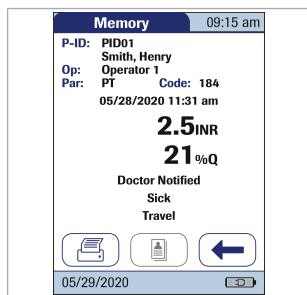 Memory 09:15 am
P-ID: PID01
Smith, Henry
Op: Operator 1
Par: PT Code: 184
05/28/2020 11:31 am
2.5INR
21%Q
Doctor Notified
Sick
Travel
05/29/2020